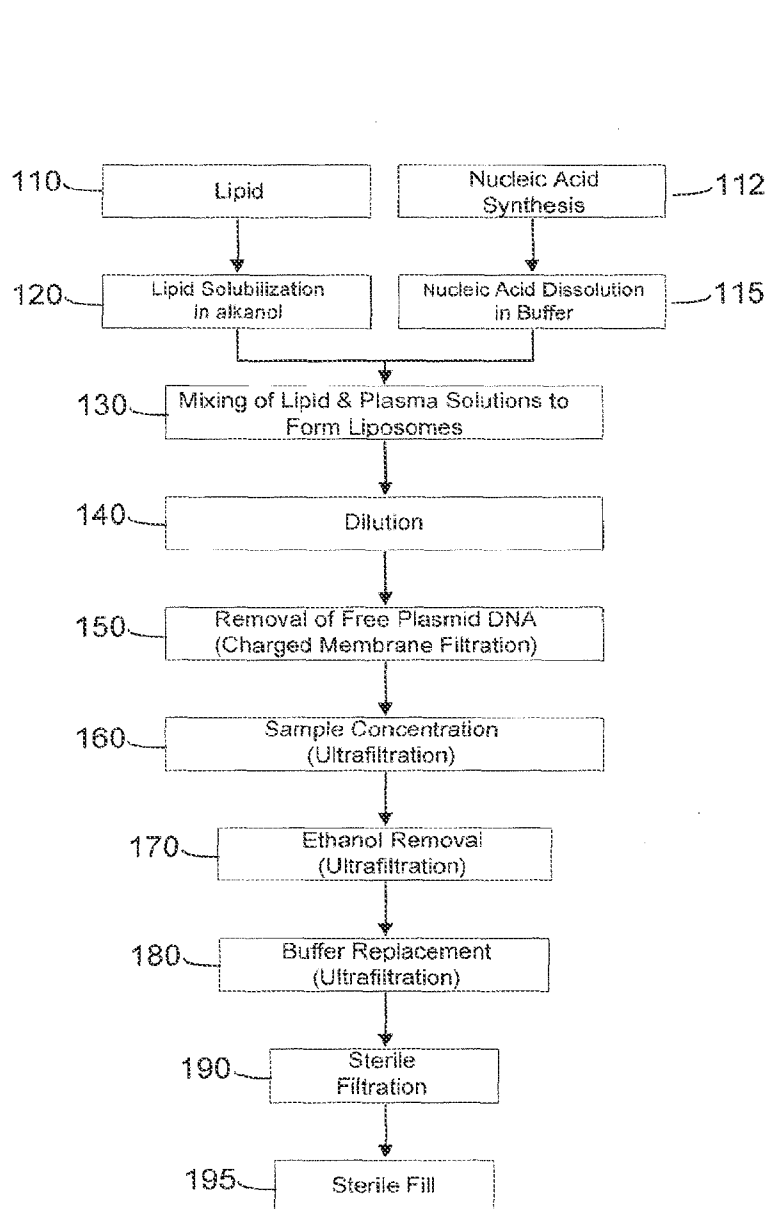 110
Lipid
Nucleic Acid
Synthesis
112
120
Lipid Solubilization
in alkanol
Nucleic Acid Dissolution
in Buffer
115
130
Mixing of Lipid & Plasma Solutions to
Form Liposomes
140
Dilution
150
Removal of Free Plasmid DNA
(Charged Membrane Filtration)
160
Sample Concentration
(Ultrafiltration)
170
Ethanol Removal
(Ultrafiltration)
180
Buffer Replacement
(Ultrafiltration)
190
Sterile
Filtration
195
Sterile Fill